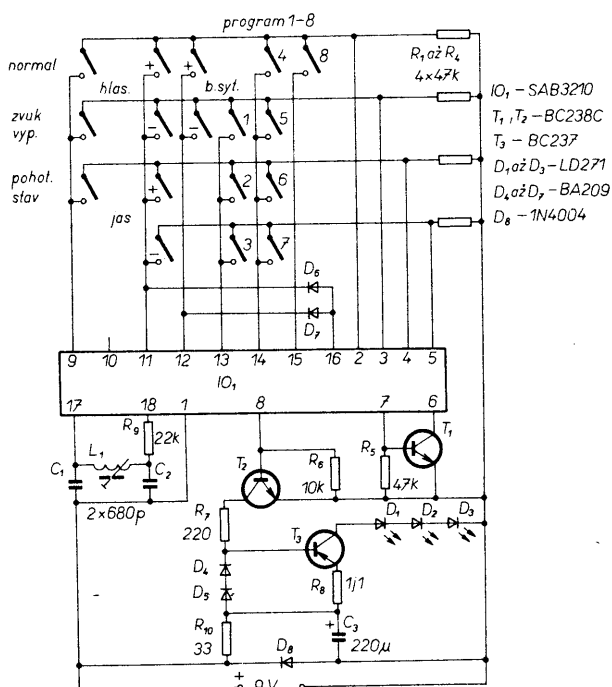 program 1-8
normal
+
+
4
8
R1 až R4
4×47k
hlas.
b.syt.
IO1 - SAB3210
T1, T2 - BC238C
T3 - BC237
D1 až D3 - LD271
D4 až D7 - BA209
D8 - 1N4004
zvuk
vyp.
-
-
1
5
pohot.
stav
+
2
6
jas
-
3
7
D6
D7
9 10 11 12 13 14 15 16 2 3 4 5
IO1
17 18 1 8 7 6
R9
22k
L1
C1
C2
2×680p
T2
R6
10k
R5
47k
T1
R7
220
T3
D1
D2
D3
D4
D5
R8
1j1
R10
33
+
C3
220µ
D8
+ 9V -